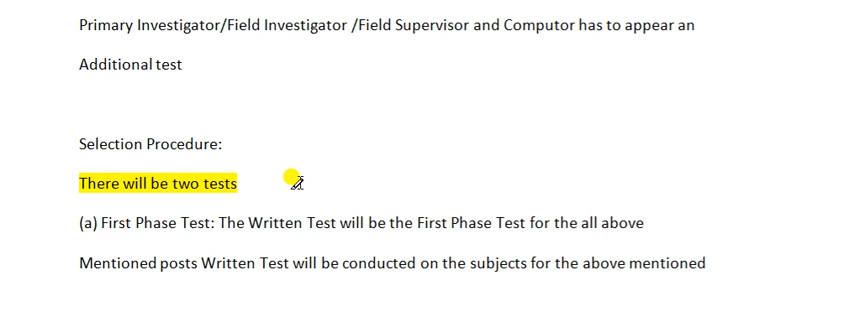 Primary Investigator/Field Investigator /Field Supervisor and Computor has to appear an
Additional test
Selection Procedure:
There will be two tests
(a) First Phase Test: The Written Test will be the First Phase Test for the all above
Mentioned posts Written Test will be conducted on the subjects for the above mentioned